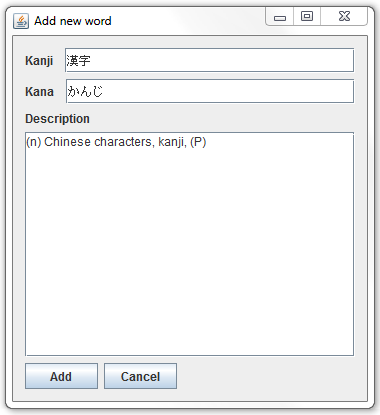 Add new word
Kanji 漢字
Kana かんじ
Description
(n) Chinese characters, kanji, (P)
Add Cancel